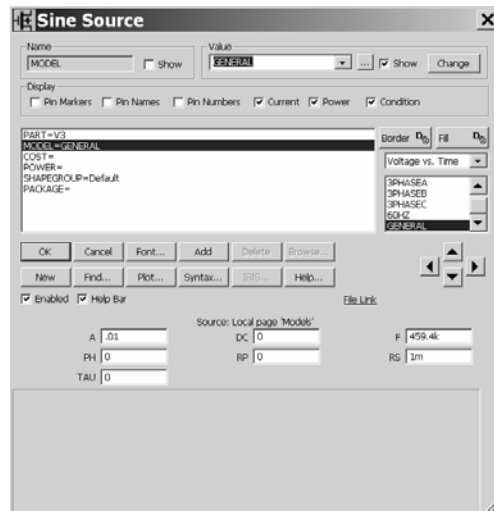 Sine Source
Name
MODEL
Show
Value
GENERAL
...
Show
Change
Display
Pin Markers Pin Names Pin Numbers Current Power Condition
PART=V3
MODEL=GENERAL
COST=
POWER=
SHAPEGROUP=Default
PACKAGE=
Border Fill
Voltage vs. Time
3PHASEA
3PHASEB
3PHASEC
60HZ
GENERAL
OK Cancel Font... Add Delete Browse...
New Find... Plot... Syntax... IBIS... Help...
Enabled Help Bar File Link
Source: Local page 'Models'
A .01 DC 0 F 459.4k
PH 0 RP 0 RS 1m
TAU 0